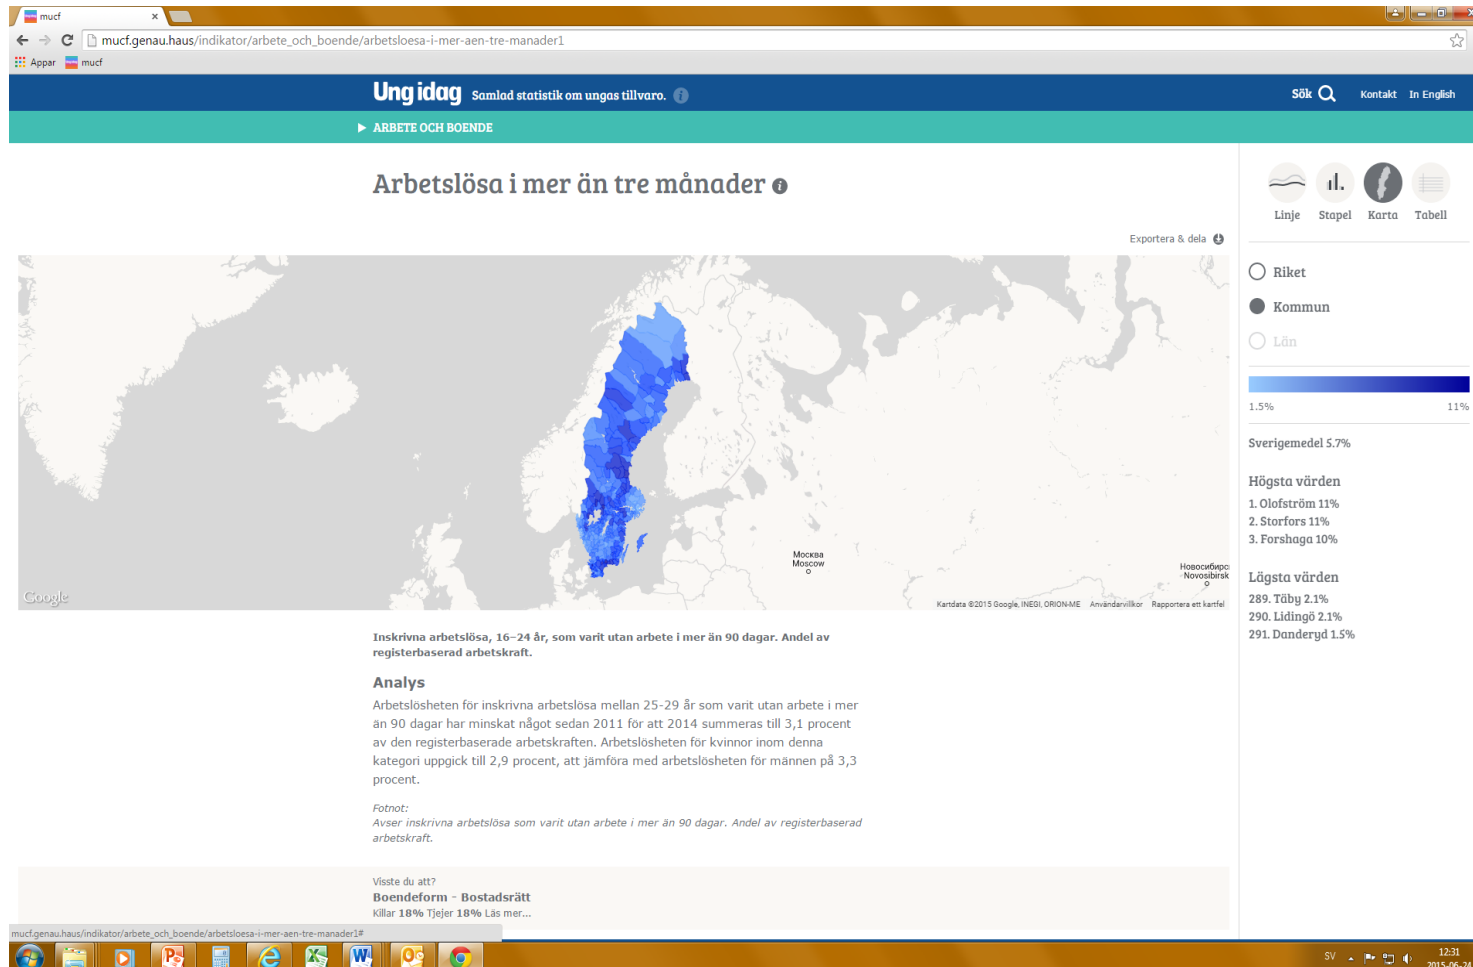 mucf
mucf.genau.haus/indikator/arbete_och_boende/arbetsloesa-i-mer-aen-tre-manader1
Appar mucf
Ung idag Samlad statistik om ungas tillvaro.
Sök Kontakt In English
ARBETE OCH BOENDE
Arbetslösa i mer än tre månader
Linje Stapel Karta Tabell
Exportera & dela
Riket
Kommun
Län
1.5% 11%
Sverigemedel 5.7%
Högsta värden
1. Olofström 11%
2. Storfors 11%
3. Forshaga 10%
Lägsta värden
289. Täby 2.1%
290. Lidingö 2.1%
291. Danderyd 1.5%
Москва
Moscow
Новосибирс
Novosibirsk
Google
Kartdata ©2015 Google, INEGI, ORION-ME Användarvillkor Rapportera ett kartfel
Inskrivna arbetslösa, 16–24 år, som varit utan arbete i mer än 90 dagar. Andel av
registerbaserad arbetskraft.
Analys
Arbetslösheten för inskrivna arbetslösa mellan 25-29 år som varit utan arbete i mer
än 90 dagar har minskat något sedan 2011 för att 2014 summeras till 3,1 procent
av den registerbaserade arbetskraften. Arbetslösheten för kvinnor inom denna
kategori uppgick till 2,9 procent, att jämföra med arbetslösheten för männen på 3,3
procent.
Fotnot:
Avser inskrivna arbetslösa som varit utan arbete i mer än 90 dagar. Andel av registerbaserad
arbetskraft.
Visste du att?
Boendeform - Bostadsrätt
Killar 18% Tjejer 18% Läs mer...
mucf.genau.haus/indikator/arbete_och_boende/arbetsloesa-i-mer-aen-tre-manader1#
SV 12:31
2015-06-24